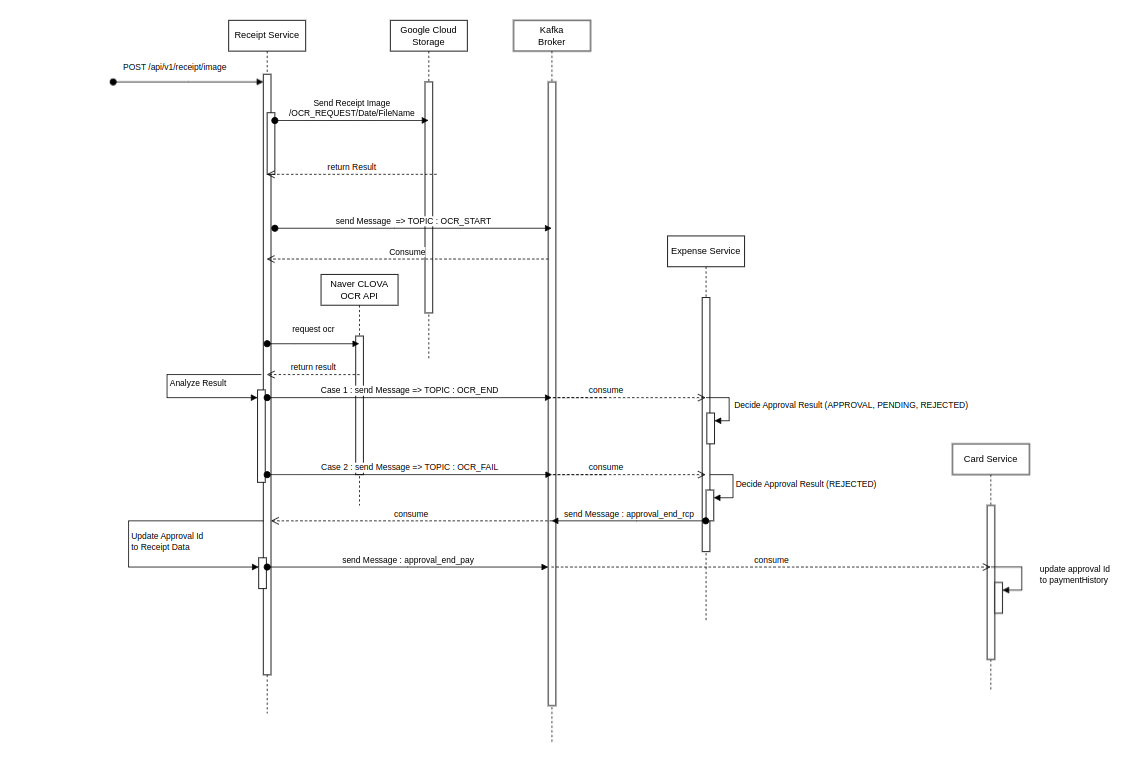 Receipt Service
Google Cloud
Storage
Kafka
Broker
POST /api/v1/receipt/image
Send Receipt Image
/OCR_REQUEST/Date/FileName
return Result
send Message => TOPIC : OCR_START
Consume
Expense Service
Naver CLOVA
OCR API
request ocr
return result
Analyze Result
Case 1 : send Message => TOPIC : OCR_END
consume
Decide Approval Result (APPROVAL, PENDING, REJECTED)
Card Service
Case 2 : send Message => TOPIC : OCR_FAIL
consume
Decide Approval Result (REJECTED)
consume
send Message : approval_end_rcp
Update Approval Id
to Receipt Data
send Message : approval_end_pay
consume
update approval Id
to paymentHistory